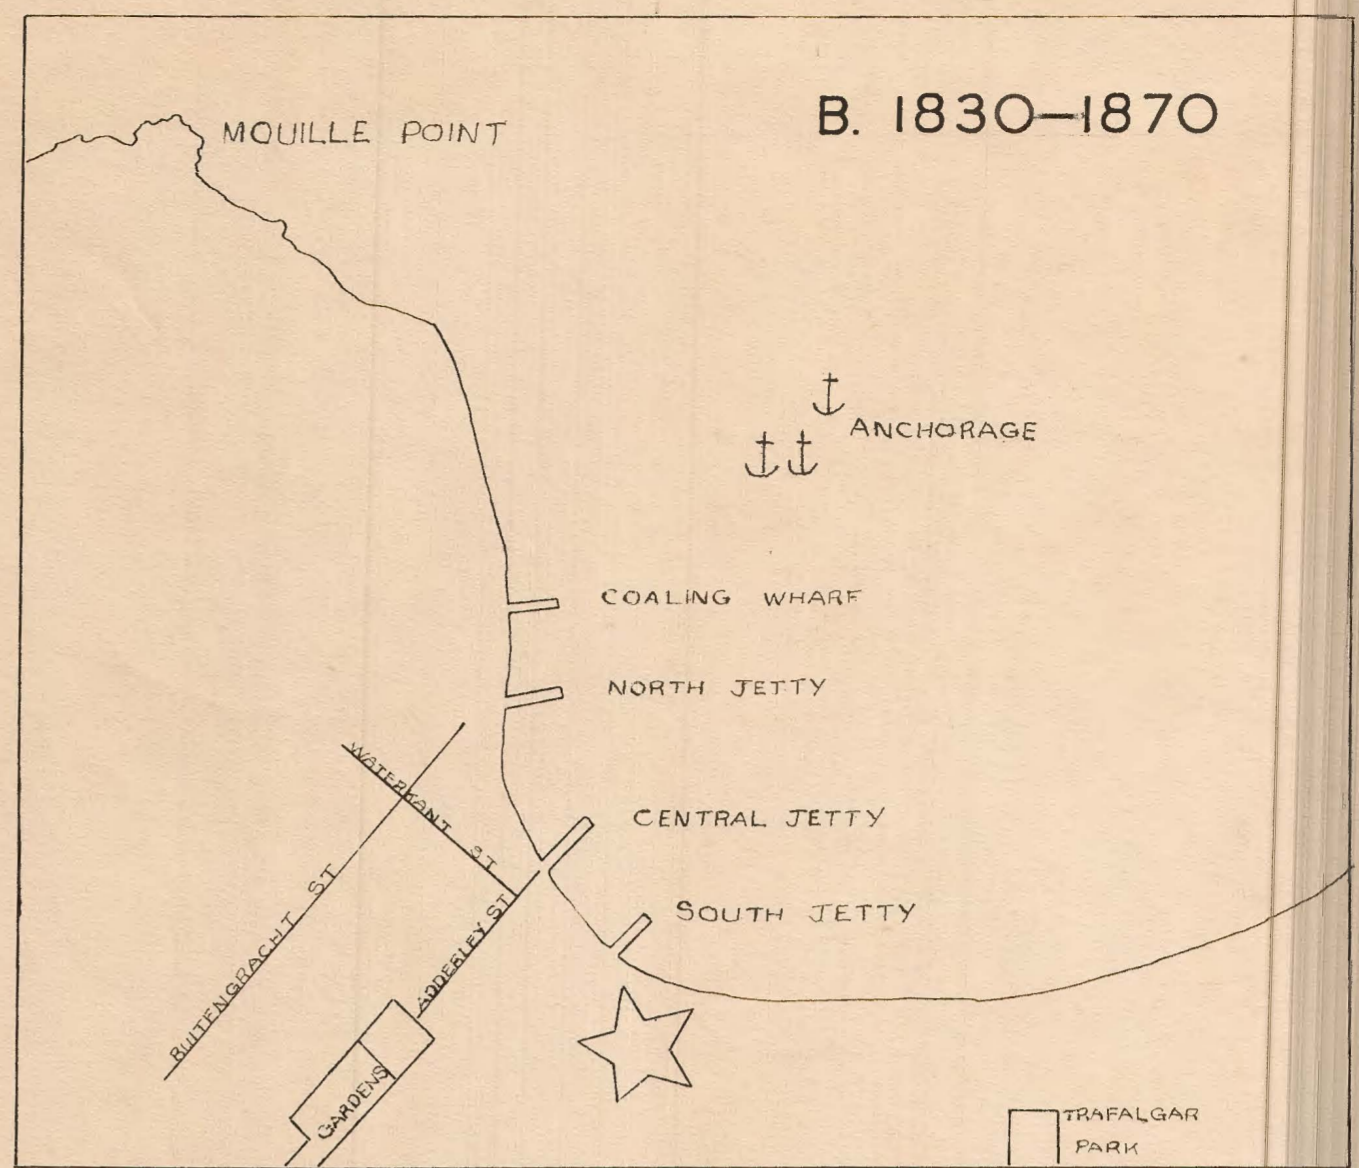 B. 1830–1870
MOUILLE POINT
ANCHORAGE
COALING WHARF
NORTH JETTY
WATERKANT ST
CENTRAL JETTY
BUITENGRACHT ST
ADDERLEY ST
SOUTH JETTY
GARDENS
TRAFALGAR
PARK